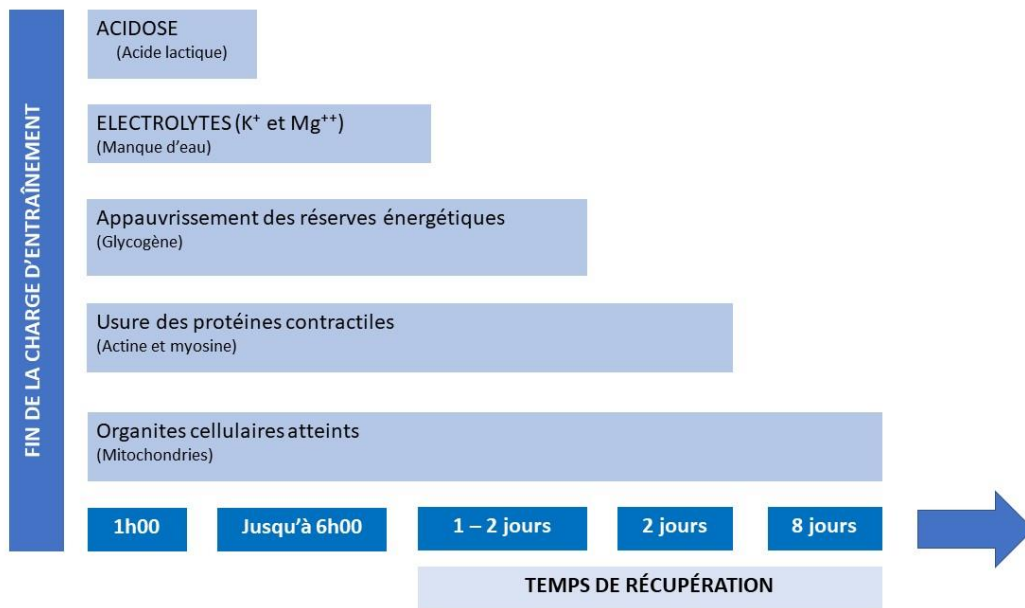 FIN DE LA CHARGE D'ENTRAÎNEMENT
ACIDOSE
(Acide lactique)
ELECTROLYTES (K⁺ et Mg⁺⁺)
(Manque d'eau)
Appauvrissement des réserves énergétiques
(Glycogène)
Usure des protéines contractiles
(Actine et myosine)
Organites cellulaires atteints
(Mitochondries)
1h00
Jusqu'à 6h00
1 – 2 jours
2 jours
8 jours
TEMPS DE RÉCUPÉRATION